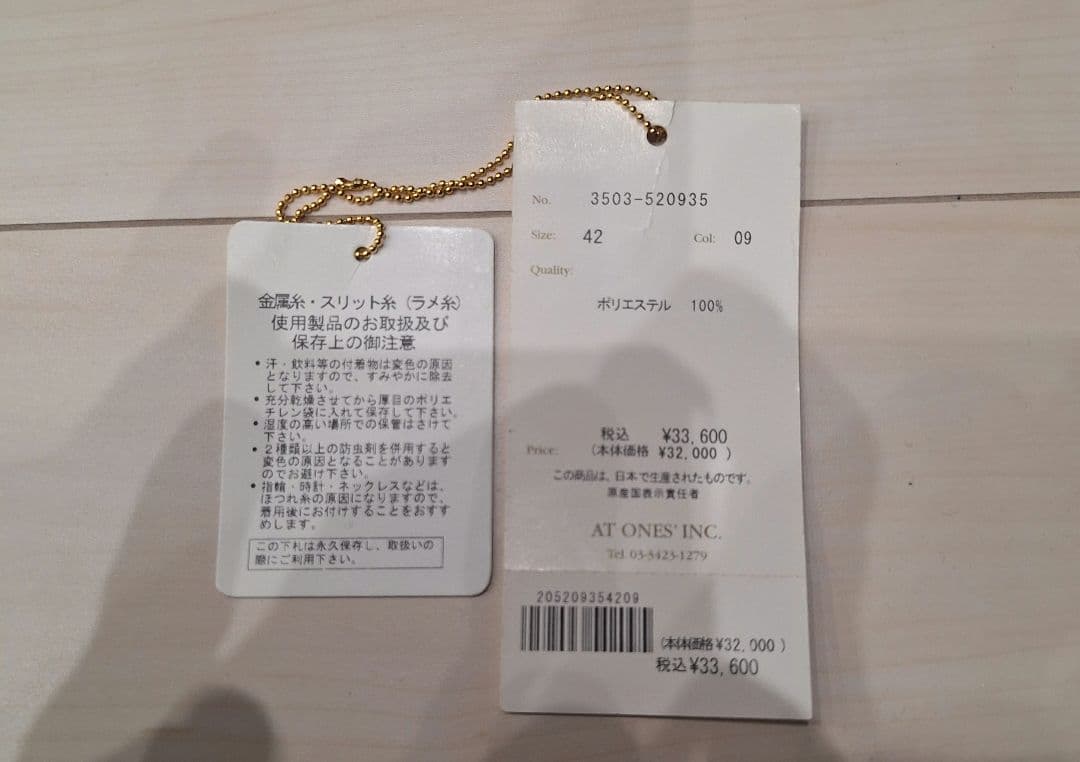 金属糸・スリット糸（ラメ糸）
使用製品のお取扱及び
保存上の御注意
• 汗・飲料等の付着物は変色の原因
となりますので、すみやかに除去
して下さい。
• 充分乾燥させてから厚目のポリエ
チレン袋に入れて保存して下さい。
• 湿度の高い場所での保管はさけて
下さい。
• 2種類以上の防虫剤を併用すると
変色の原因となることがあります
のでお避け下さい。
• 指輪・時計・ネックレスなどは、
ほつれ糸の原因になりますので、
着用後にお付けすることをおすす
めします。
この下札は永久保存し、取扱いの
際にご利用下さい。
No. 3503-520935
Size: 42 Col: 09
Quality:
ポリエステル 100%
税込 ¥33,600
Price: (本体価格 ¥32,000 )
この商品は、日本で生産されたものです。
原産国表示責任者
AT ONES' INC.
Tel. 03-5423-1279
205209354209
(本体価格¥32,000 )
税込¥33,600